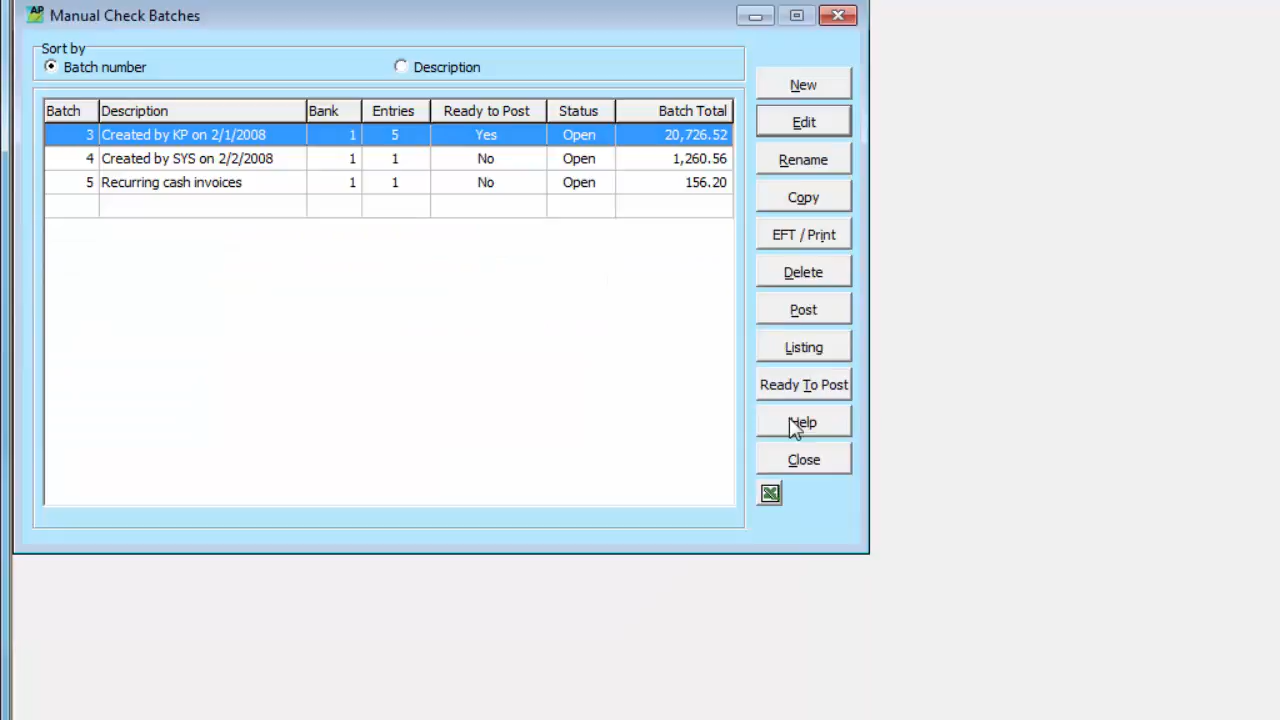 AP
Manual Check Batches
Sort by
Batch number Description
Batch Description Bank Entries Ready to Post Status Batch Total
3 Created by KP on 2/1/2008 1 5 Yes Open 20,726.52
4 Created by SYS on 2/2/2008 1 1 No Open 1,260.56
5 Recurring cash invoices 1 1 No Open 156.20
New
Edit
Rename
Copy
EFT / Print
Delete
Post
Listing
Ready To Post
Help
Close